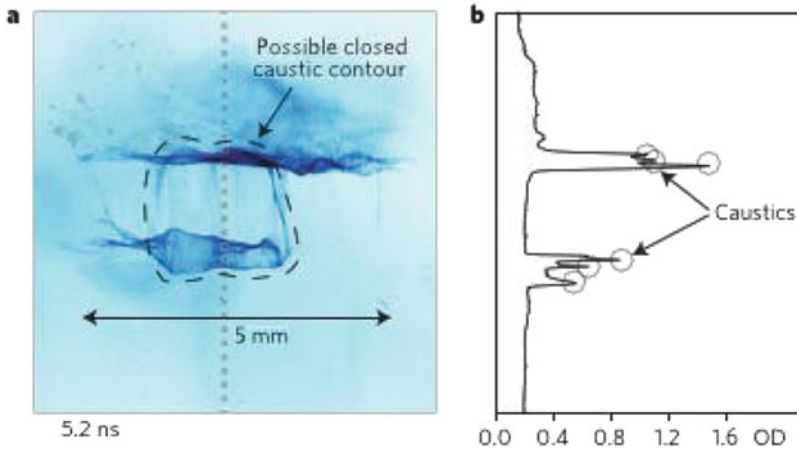 a
Possible closed
caustic contour
5 mm
5.2 ns
b
Caustics
0.0 0.4 0.8 1.2 1.6 OD